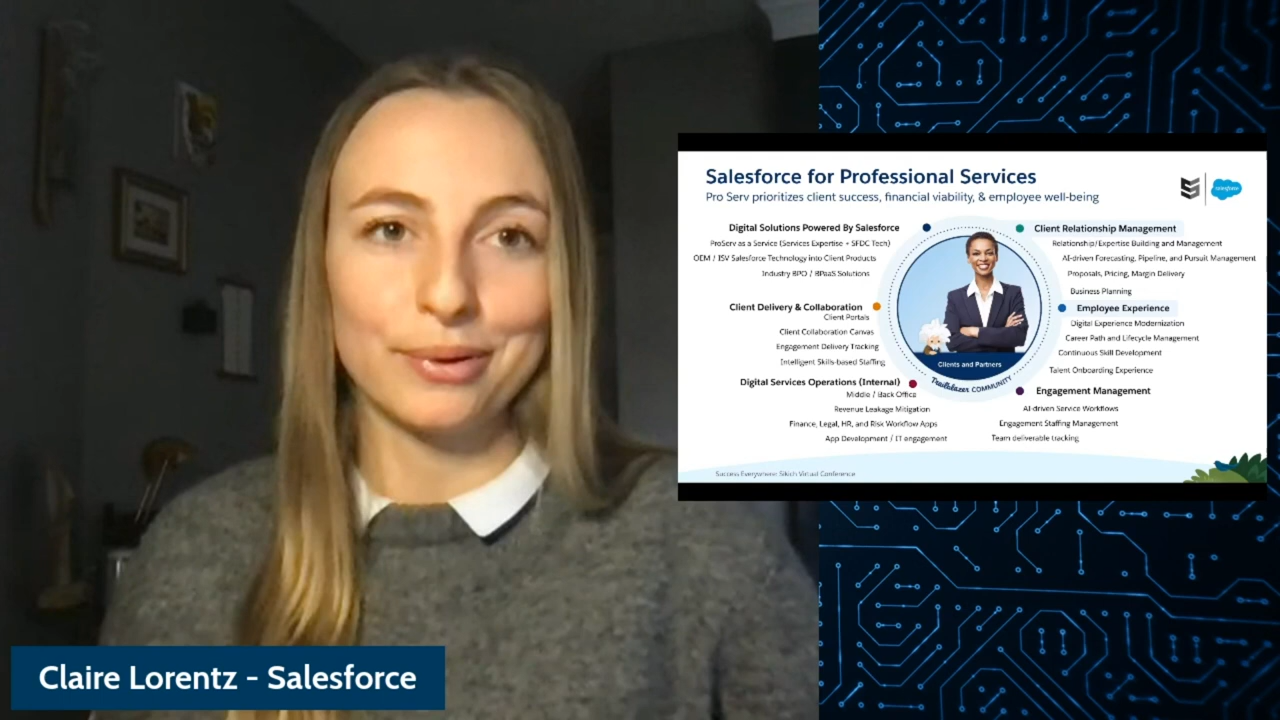 Salesforce for Professional Services
Pro Serv prioritizes client success, financial viability, & employee well-being
salesforce
Digital Solutions Powered By Salesforce
ProServ as a Service (Services Expertise + SFDC Tech)
OEM / ISV Salesforce Technology into Client Products
Industry BPO / BPaaS Solutions
Client Delivery & Collaboration
Client Portals
Client Collaboration Canvas
Engagement Delivery Tracking
Intelligent Skills-based Staffing
Digital Services Operations (Internal)
Middle / Back Office
Revenue Leakage Mitigation
Finance, Legal, HR, and Risk Workflow Apps
App Development / IT engagement
Clients and Partners
Trailblazer COMMUNITY
Client Relationship Management
Relationship/Expertise Building and Management
AI-driven Forecasting, Pipeline, and Pursuit Management
Proposals, Pricing, Margin Delivery
Business Planning
Employee Experience
Digital Experience Modernization
Career Path and Lifecycle Management
Continuous Skill Development
Talent Onboarding Experience
Engagement Management
AI-driven Service Workflows
Engagement Staffing Management
Team deliverable tracking
Success Everywhere: Sikich Virtual Conference
Claire Lorentz - Salesforce